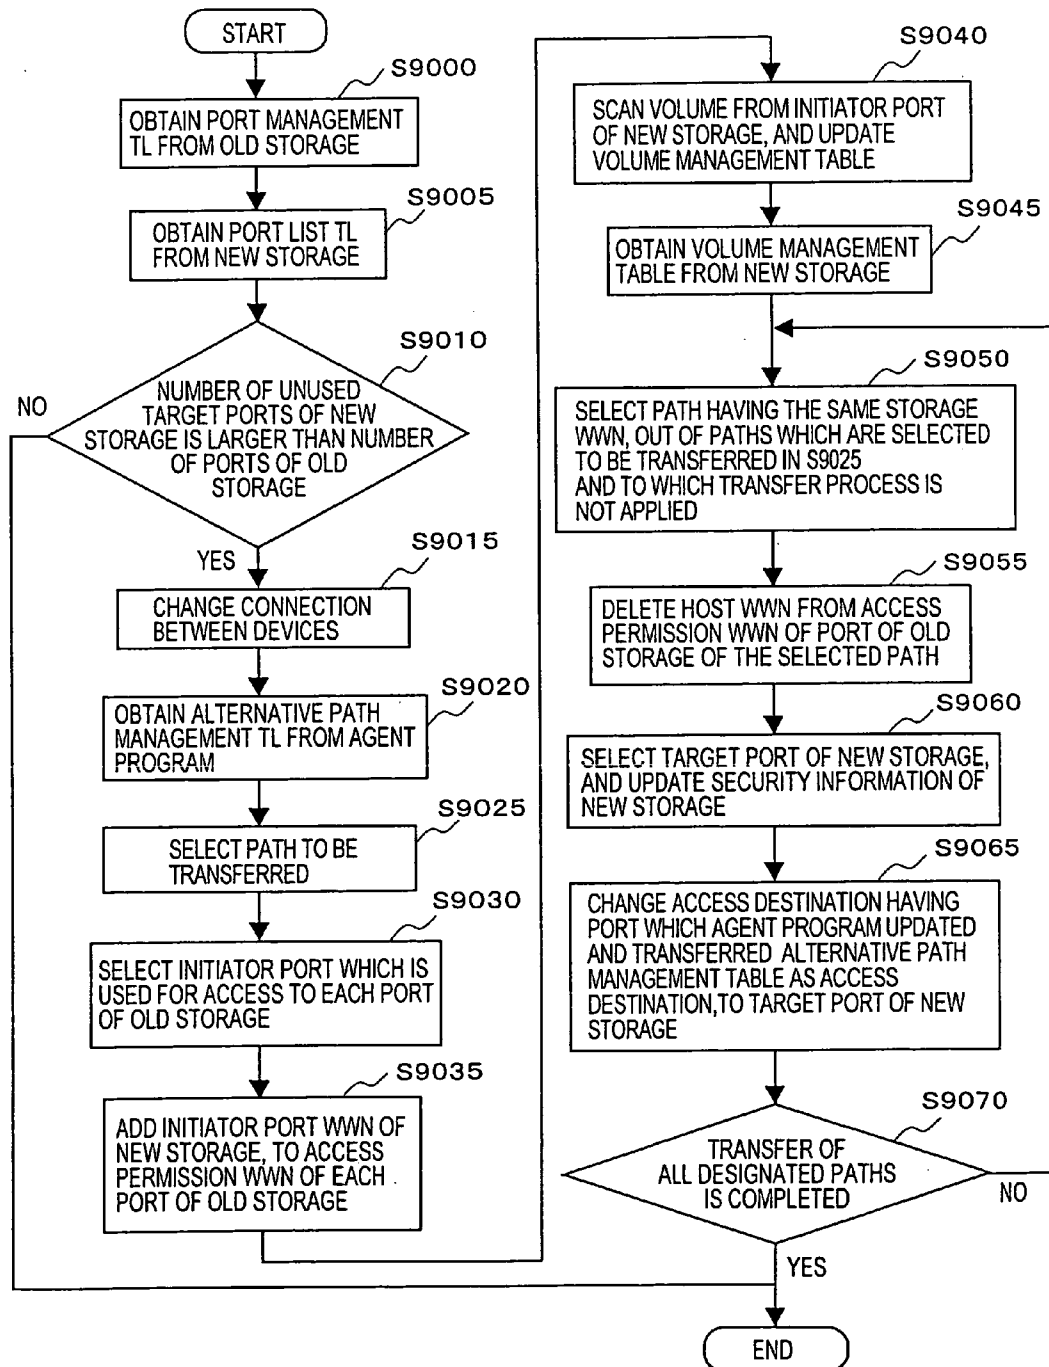 START
S9000
OBTAIN PORT MANAGEMENT
TL FROM OLD STORAGE
S9005
OBTAIN PORT LIST TL
FROM NEW STORAGE
S9010
NUMBER OF UNUSED
TARGET PORTS OF NEW
STORAGE IS LARGER THAN NUMBER
OF PORTS OF OLD
STORAGE
NO
YES
S9015
CHANGE CONNECTION
BETWEEN DEVICES
S9020
OBTAIN ALTERNATIVE PATH
MANAGEMENT TL FROM AGENT
PROGRAM
S9025
SELECT PATH TO BE
TRANSFERRED
S9030
SELECT INITIATOR PORT WHICH IS
USED FOR ACCESS TO EACH PORT
OF OLD STORAGE
S9035
ADD INITIATOR PORT WWN OF
NEW STORAGE, TO ACCESS
PERMISSION WWN OF EACH
PORT OF OLD STORAGE
S9040
SCAN VOLUME FROM INITIATOR PORT
OF NEW STORAGE, AND UPDATE
VOLUME MANAGEMENT TABLE
S9045
OBTAIN VOLUME MANAGEMENT
TABLE FROM NEW STORAGE
S9050
SELECT PATH HAVING THE SAME STORAGE
WWN, OUT OF PATHS WHICH ARE SELECTED
TO BE TRANSFERRED IN S9025
AND TO WHICH TRANSFER PROCESS IS
NOT APPLIED
S9055
DELETE HOST WWN FROM ACCESS
PERMISSION WWN OF PORT OF OLD
STORAGE OF THE SELECTED PATH
S9060
SELECT TARGET PORT OF NEW STORAGE,
AND UPDATE SECURITY INFORMATION OF
NEW STORAGE
S9065
CHANGE ACCESS DESTINATION HAVING
PORT WHICH AGENT PROGRAM UPDATED
AND TRANSFERRED ALTERNATIVE PATH
MANAGEMENT TABLE AS ACCESS
DESTINATION,TO TARGET PORT OF NEW
STORAGE
S9070
TRANSFER OF
ALL DESIGNATED PATHS
IS COMPLETED
NO
YES
END